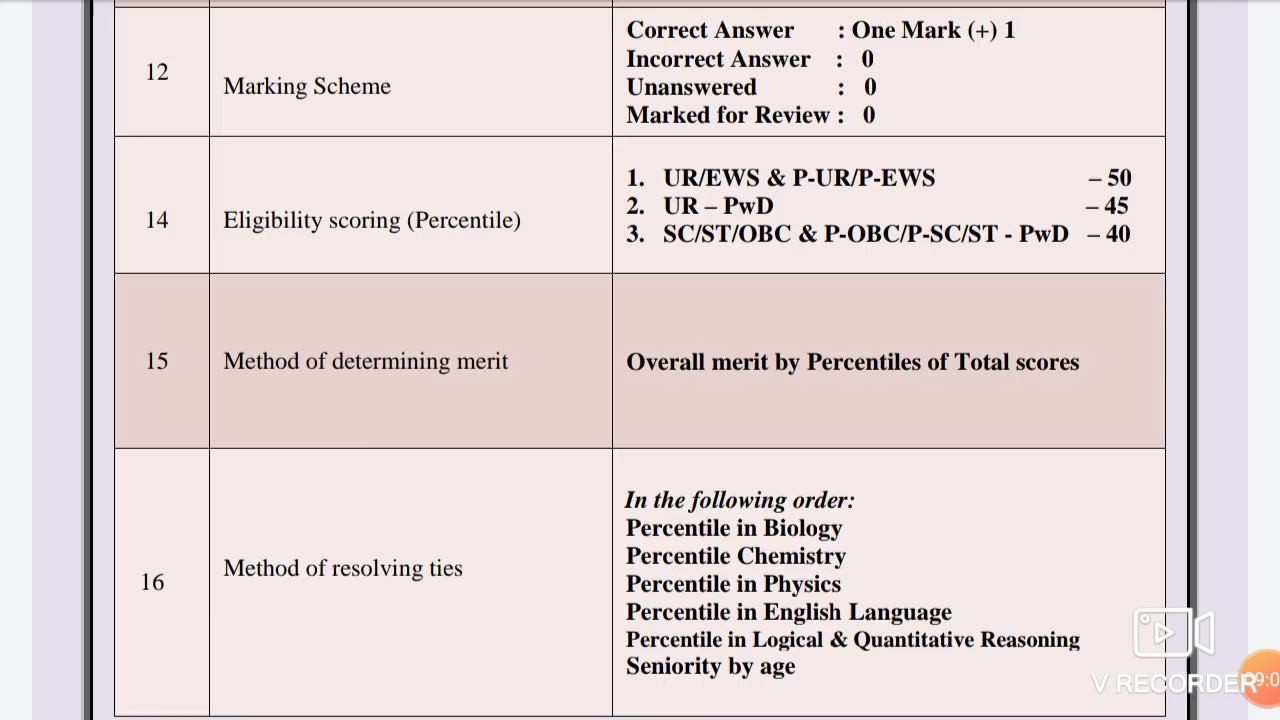 12
Marking Scheme
Correct Answer : One Mark (+) 1
Incorrect Answer : 0
Unanswered : 0
Marked for Review : 0
14
Eligibility scoring (Percentile)
1. UR/EWS & P-UR/P-EWS – 50
2. UR – PwD – 45
3. SC/ST/OBC & P-OBC/P-SC/ST - PwD – 40
15
Method of determining merit
Overall merit by Percentiles of Total scores
16
Method of resolving ties
In the following order:
Percentile in Biology
Percentile Chemistry
Percentile in Physics
Percentile in English Language
Percentile in Logical & Quantitative Reasoning
Seniority by age
V RECORDER